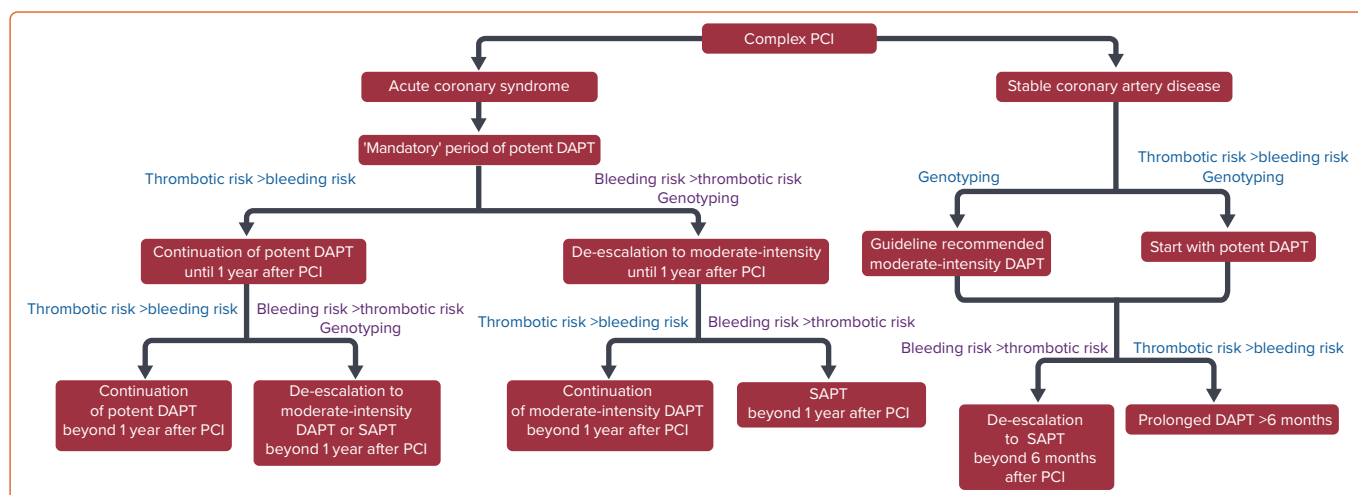 Complex PCI
Acute coronary syndrome
Stable coronary artery disease
'Mandatory' period of potent DAPT
Thrombotic risk >bleeding risk
Bleeding risk >thrombotic risk
Genotyping
Genotyping
Thrombotic risk >bleeding risk
Genotyping
Continuation of potent DAPT
until 1 year after PCI
De-escalation to moderate-intensity
until 1 year after PCI
Guideline recommended
moderate-intensity DAPT
Start with potent DAPT
Thrombotic risk >bleeding risk
Bleeding risk >thrombotic risk
Genotyping
Thrombotic risk >bleeding risk
Bleeding risk >thrombotic risk
Bleeding risk >thrombotic risk
Thrombotic risk >bleeding risk
Continuation
of potent DAPT
beyond 1 year after PCI
De-escalation to
moderate-intensity
DAPT or SAPT
beyond 1 year after PCI
Continuation
of moderate-intensity DAPT
beyond 1 year after PCI
SAPT
beyond 1 year after PCI
De-escalation
to SAPT
beyond 6 months
after PCI
Prolonged DAPT >6 months